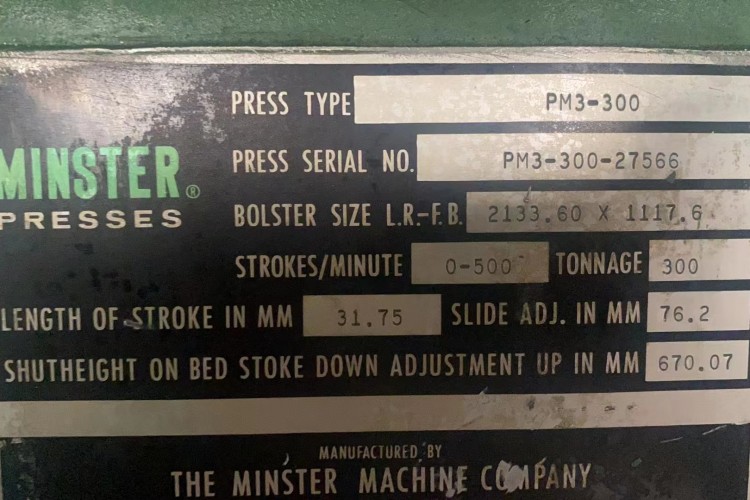 PRESS TYPE PM3-300
MINSTER®
PRESSES
PRESS SERIAL NO. PM3-300-27566
BOLSTER SIZE L.R.-F.B. 2133.60 X 1117.6
STROKES/MINUTE 0-500 TONNAGE 300
LENGTH OF STROKE IN MM 31.75 SLIDE ADJ. IN MM 76.2
SHUTHEIGHT ON BED STOKE DOWN ADJUSTMENT UP IN MM 670.07
MANUFACTURED BY
THE MINSTER MACHINE COMPANY